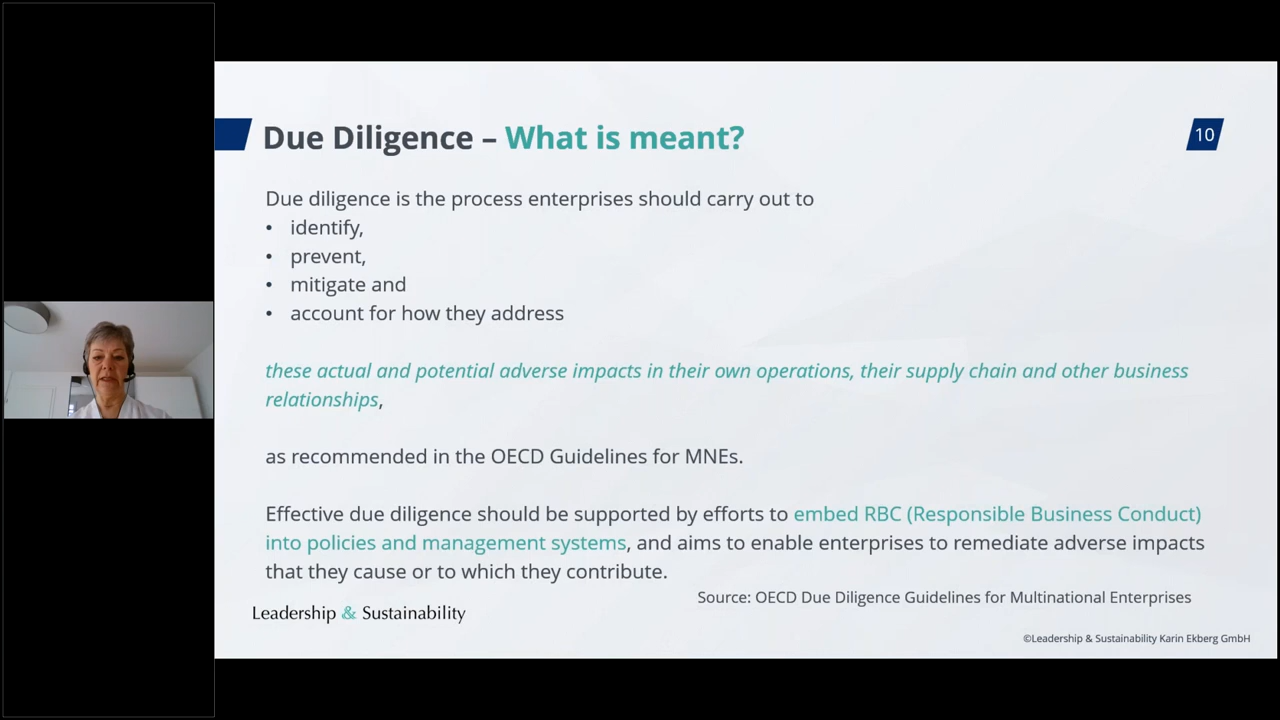 Due Diligence – What is meant?
10
Due diligence is the process enterprises should carry out to
• identify,
• prevent,
• mitigate and
• account for how they address
these actual and potential adverse impacts in their own operations, their supply chain and other business
relationships,
as recommended in the OECD Guidelines for MNEs.
Effective due diligence should be supported by efforts to embed RBC (Responsible Business Conduct)
into policies and management systems, and aims to enable enterprises to remediate adverse impacts
that they cause or to which they contribute.
Source: OECD Due Diligence Guidelines for Multinational Enterprises
Leadership & Sustainability
©Leadership & Sustainability Karin Ekberg GmbH